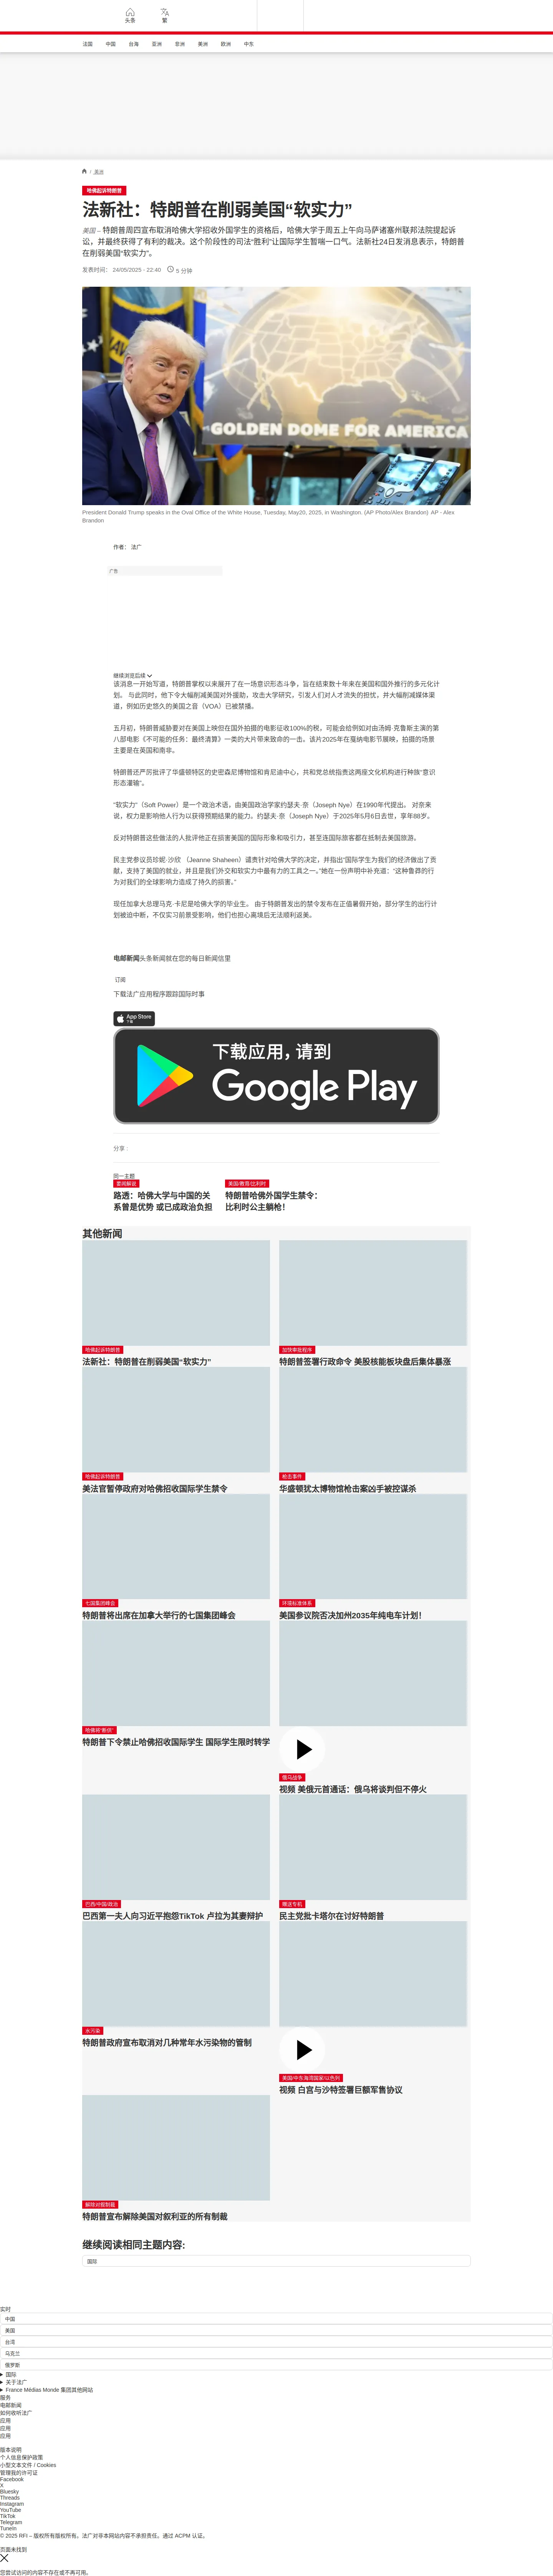 头条
繁
法国
中国
台海
亚洲
非洲
美洲
欧洲
中东
/ 美洲
哈佛起诉特朗普
法新社：特朗普在削弱美国“软实力”
美国 – 特朗普周四宣布取消哈佛大学招收外国学生的资格后，哈佛大学于周五上午向马萨诸塞州联邦法院提起诉
讼，并最终获得了有利的裁决。这个阶段性的司法“胜利”让国际学生暂喘一口气。法新社24日发消息表示，特朗普
在削弱美国“软实力”。
发表时间： 24/05/2025 - 22:40
5 分钟
GOLDEN DOME FOR AMERICA
President Donald Trump speaks in the Oval Office of the White House, Tuesday, May20, 2025, in Washington. (AP Photo/Alex Brandon) AP - Alex
Brandon
作者： 法广
广告
继续浏览后续
该消息一开始写道，特朗普掌权以来展开了在一场意识形态斗争，旨在结束数十年来在美国和国外推行的多元化计
划。 与此同时，他下令大幅削减美国对外援助，攻击大学研究，引发人们对人才流失的担忧，并大幅削减媒体渠
道，例如历史悠久的美国之音（VOA）已被禁播。
五月初，特朗普威胁要对在美国上映但在国外拍摄的电影征收100%的税，可能会给例如对由汤姆·克鲁斯主演的第
八部电影《不可能的任务：最终清算》一类的大片带来致命的一击。该片2025年在戛纳电影节展映，拍摄的场景
主要是在英国和南非。
特朗普还严厉批评了华盛顿特区的史密森尼博物馆和肯尼迪中心，共和党总统指责这两座文化机构进行种族“意识
形态灌输”。
“软实力”（Soft Power）是一个政治术语，由美国政治学家约瑟夫·奈（Joseph Nye）在1990年代提出。 对奈来
说，权力是影响他人行为以获得预期结果的能力。约瑟夫·奈（Joseph Nye）于2025年5月6日去世，享年88岁。
反对特朗普这些做法的人批评他正在损害美国的国际形象和吸引力，甚至连国际旅客都在抵制去美国旅游。
民主党参议员珍妮·沙欣 （Jeanne Shaheen）谴责针对哈佛大学的决定，并指出“国际学生为我们的经济做出了贡
献，支持了美国的就业，并且是我们外交和软实力中最有力的工具之一。”她在一份声明中补充道：“这种鲁莽的行
为对我们的全球影响力造成了持久的损害。”
现任加拿大总理马克·卡尼是哈佛大学的毕业生。 由于特朗普发出的禁令发布在正值暑假开始，部分学生的出行计
划被迫中断，不仅实习前景受影响，他们也担心离境后无法顺利返美。
电邮新闻头条新闻就在您的每日新闻信里
订阅
下载法广应用程序跟踪国际时事
App Store
下载
下载应用，请到
Google Play
分享 :
同一主题
要闻解说
路透：哈佛大学与中国的关
系曾是优势 或已成政治负担
美国/教育/比利时
特朗普哈佛外国学生禁令：
比利时公主躺枪！
其他新闻
哈佛起诉特朗普
法新社：特朗普在削弱美国“软实力”
加快审批程序
特朗普签署行政命令 美股核能板块盘后集体暴涨
哈佛起诉特朗普
美法官暂停政府对哈佛招收国际学生禁令
枪击事件
华盛顿犹太博物馆枪击案凶手被控谋杀
七国集团峰会
特朗普将出席在加拿大举行的七国集团峰会
环境标准体系
美国参议院否决加州2035年纯电车计划！
特朗普下令禁止哈佛招收国际学生 国际学生限时转学
俄乌战争
视频 美俄元首通话：俄乌将谈判但不停火
巴西/中国/政治
巴西第一夫人向习近平抱怨TikTok 卢拉为其妻辩护
赠送专机
民主党批卡塔尔在讨好特朗普
水污染
特朗普政府宣布取消对几种常年水污染物的管制
美国/中东海湾国家/以色列
视频 白宫与沙特签署巨额军售协议
解除对叙制裁
特朗普宣布解除美国对叙利亚的所有制裁
继续阅读相同主题内容:
国际
实时
中国
美国
台湾
乌克兰
俄罗斯
国际
关于法广
France Médias Monde 集团其他网站
服务
电邮新闻
如何收听法广
应用
应用
应用
版本说明
个人信息保护政策
小型文本文件 / Cookies
管理我的许可证
Facebook
X
Bluesky
Threads
Instagram
YouTube
TikTok
Telegram
TuneIn
© 2025 RFI – 版权所有版权所有。法广对非本网站内容不承担责任。通过 ACPM 认证。
页面未找到
您尝试访问的内容不存在或不再可用。